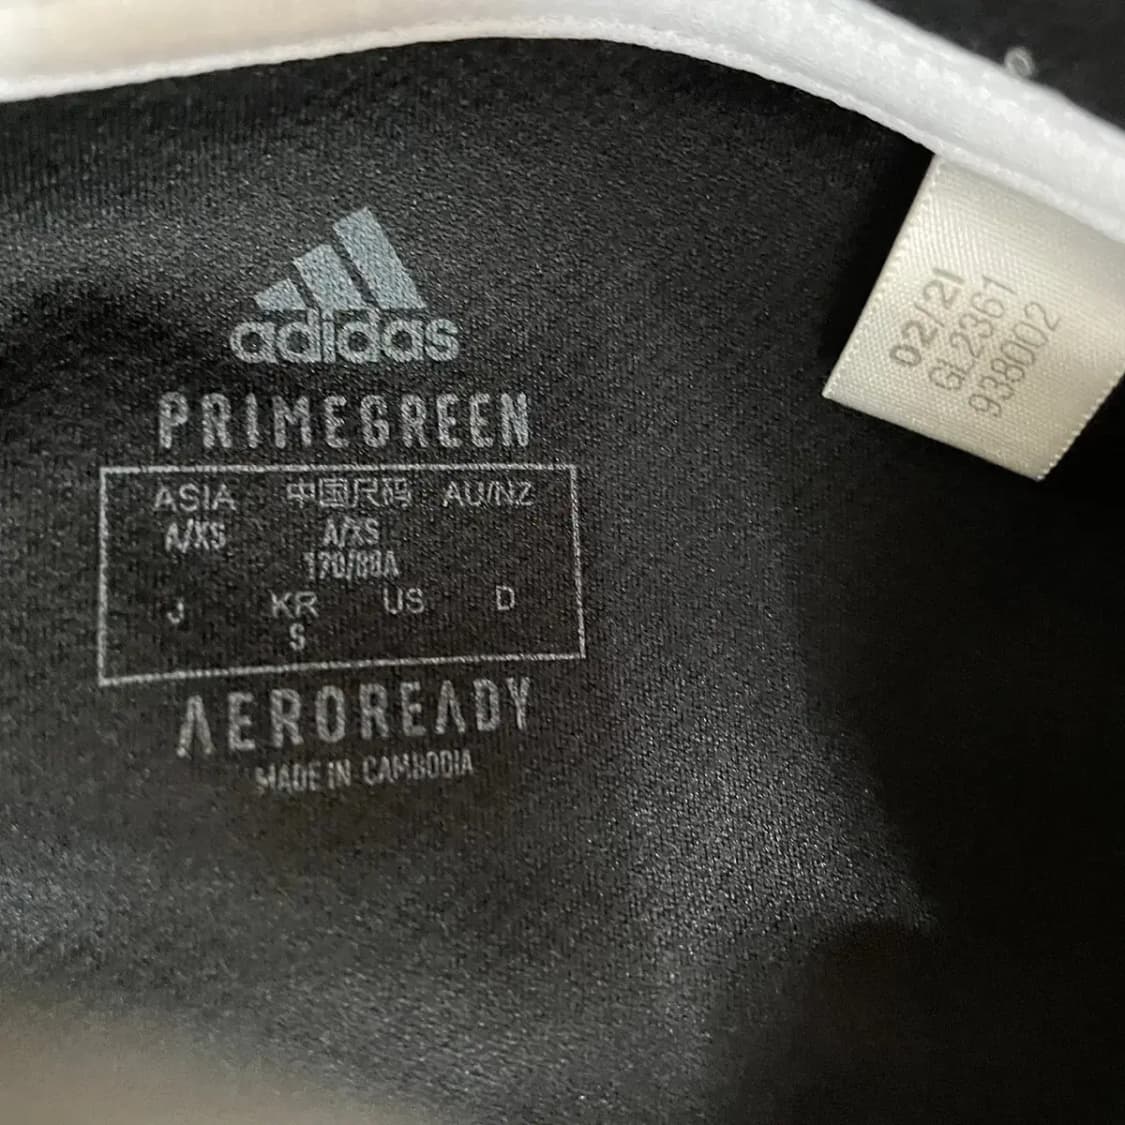 adidas
PRIMEGREEN
ASIA 中国尺码 AU/NZ
A/XS A/XS
170/88A
J KR US D
S
AEROREADY
MADE IN CAMBODIA
02/21
GL2361
938002